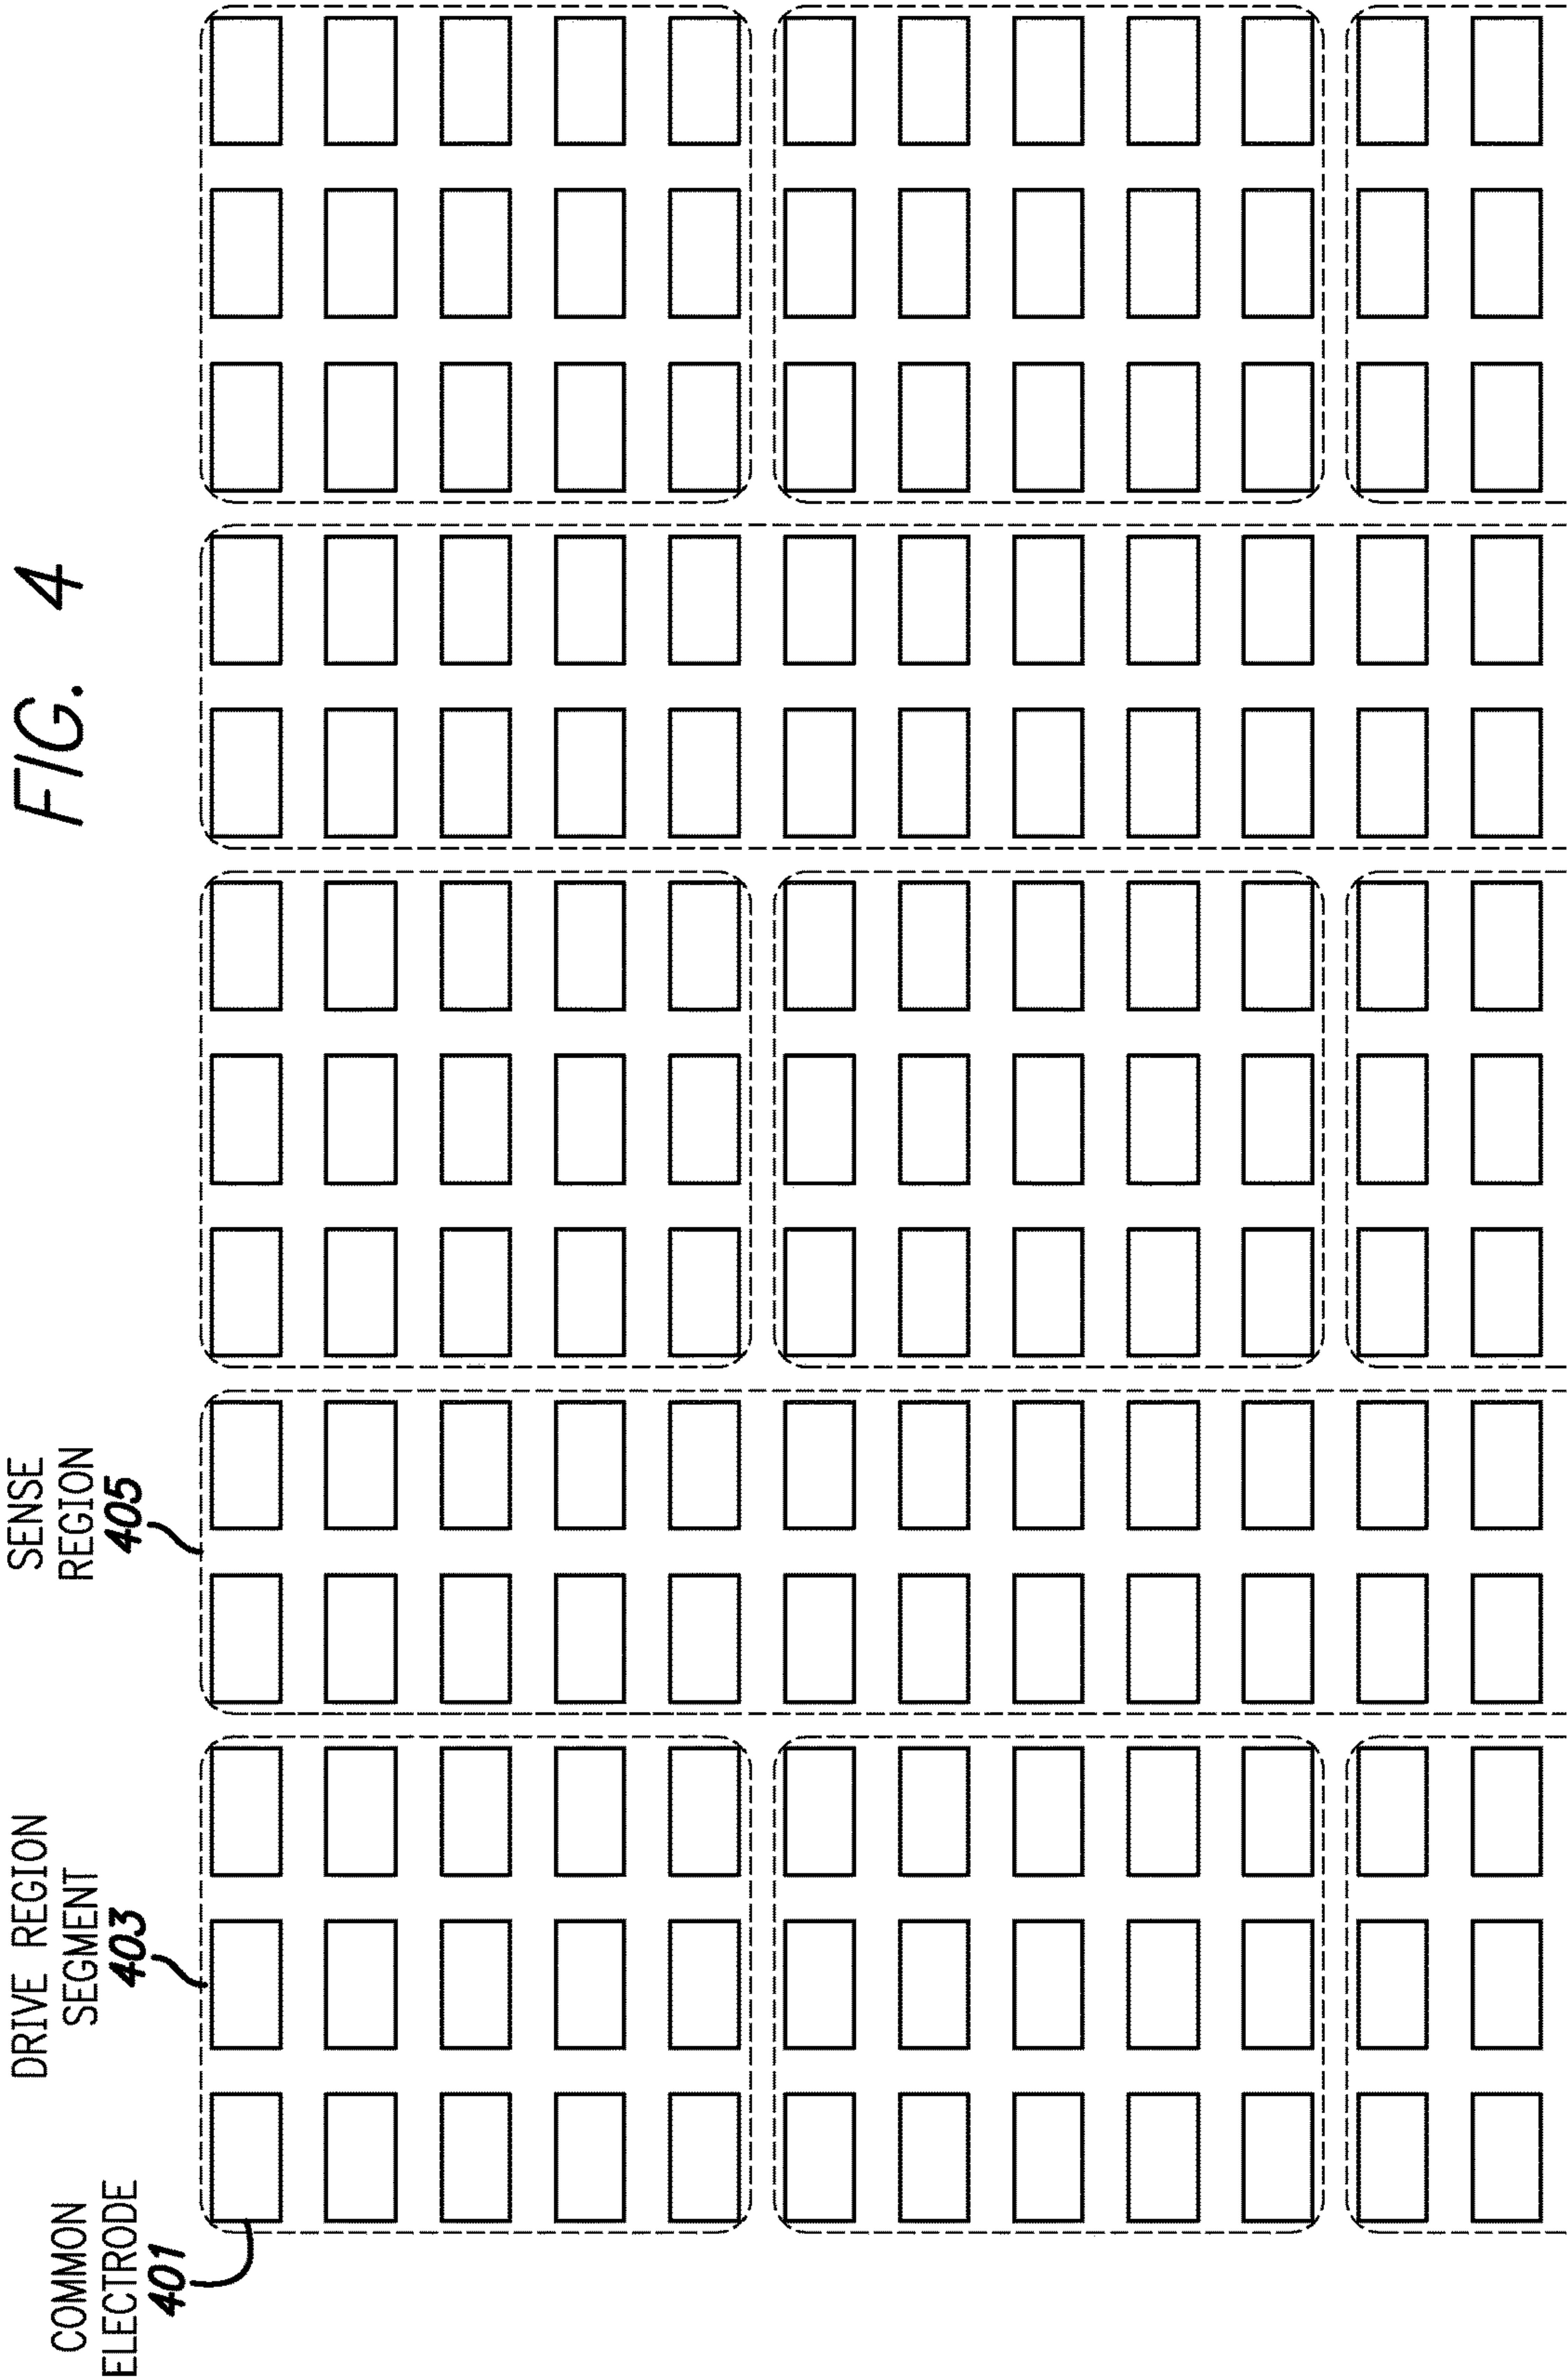 COMMON
ELECTRODE
401
DRIVE REGION
SEGMENT
403
SENSE
REGION
405
FIG. 4